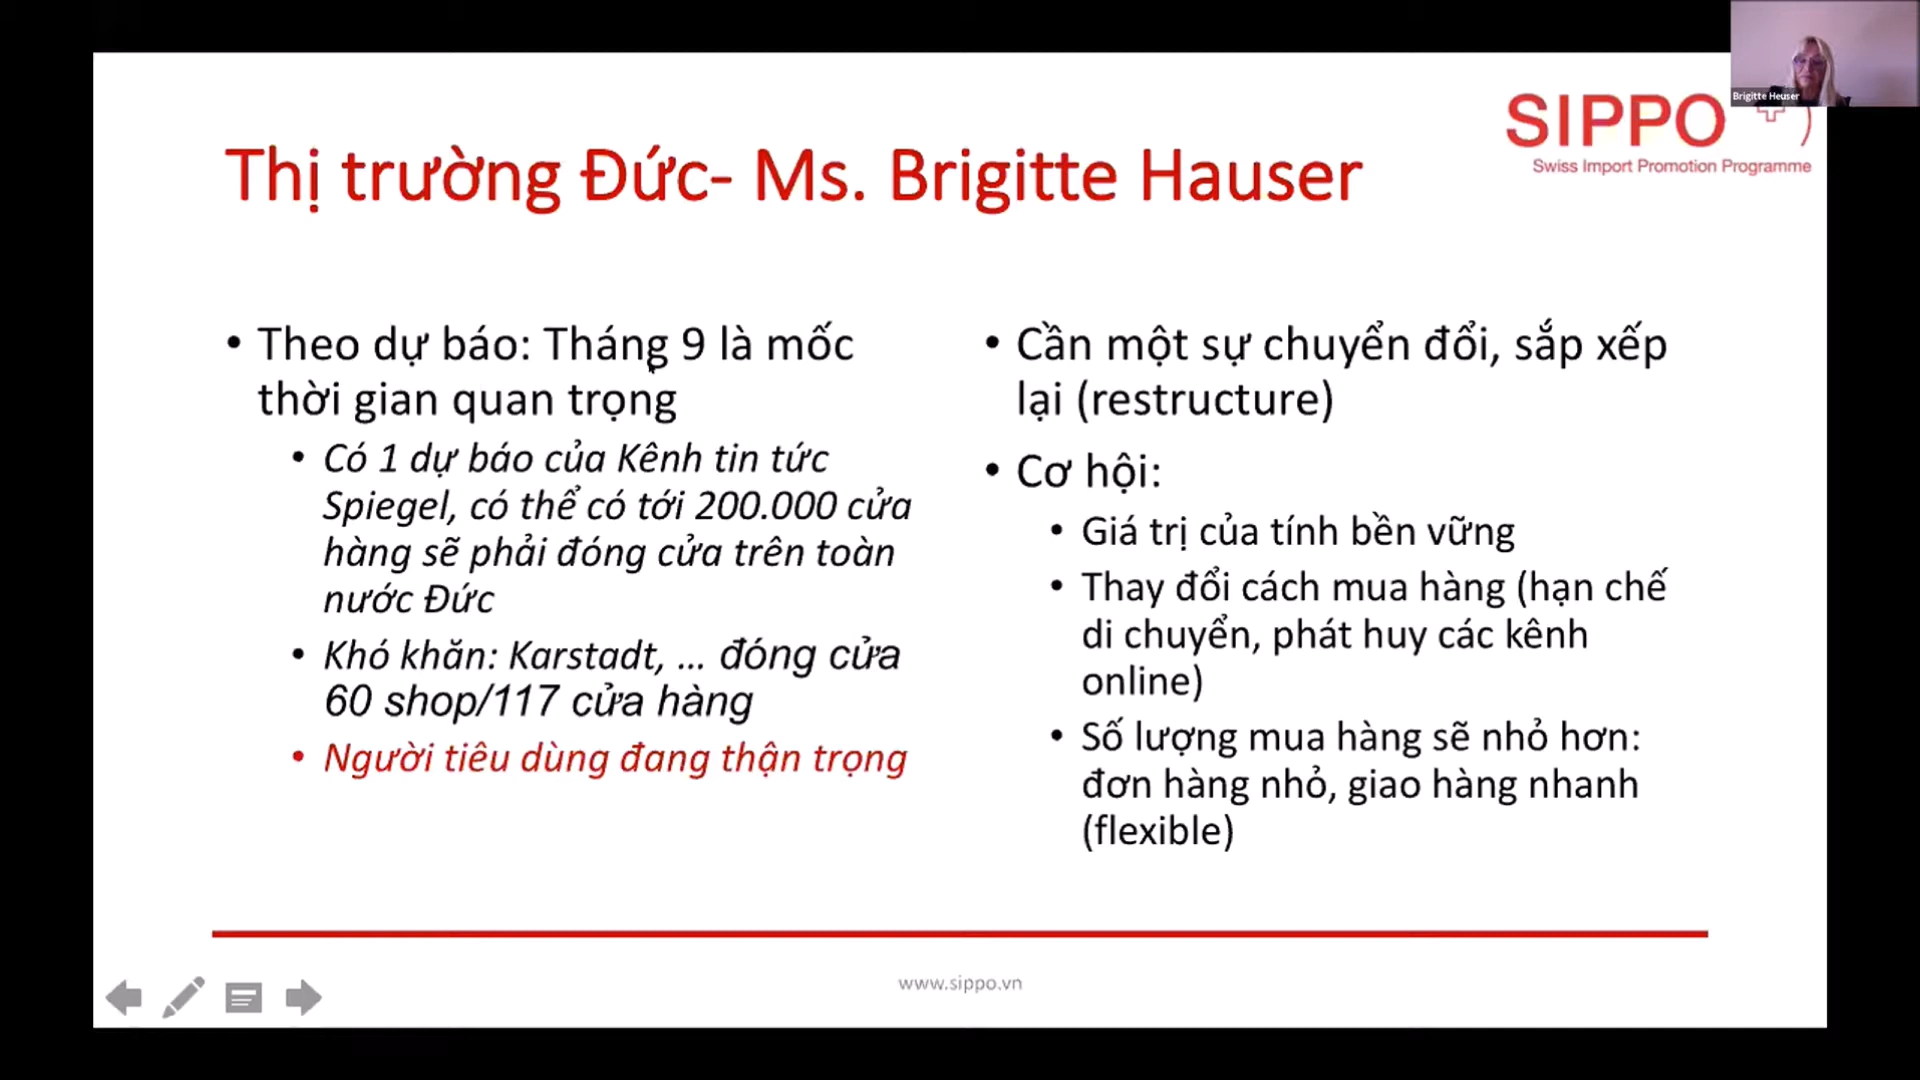 Brigitte Heuser
SIPPO
Swiss Import Promotion Programme
Thị trường Đức- Ms. Brigitte Hauser
• Theo dự báo: Tháng 9 là mốc
thời gian quan trọng
• Có 1 dự báo của Kênh tin tức
Spiegel, có thể có tới 200.000 cửa
hàng sẽ phải đóng cửa trên toàn
nước Đức
• Khó khăn: Karstadt, ... đóng cửa
60 shop/117 cửa hàng
• Người tiêu dùng đang thận trọng
• Cần một sự chuyển đổi, sắp xếp
lại (restructure)
• Cơ hội:
• Giá trị của tính bền vững
• Thay đổi cách mua hàng (hạn chế
di chuyển, phát huy các kênh
online)
• Số lượng mua hàng sẽ nhỏ hơn:
đơn hàng nhỏ, giao hàng nhanh
(flexible)
www.sippo.vn